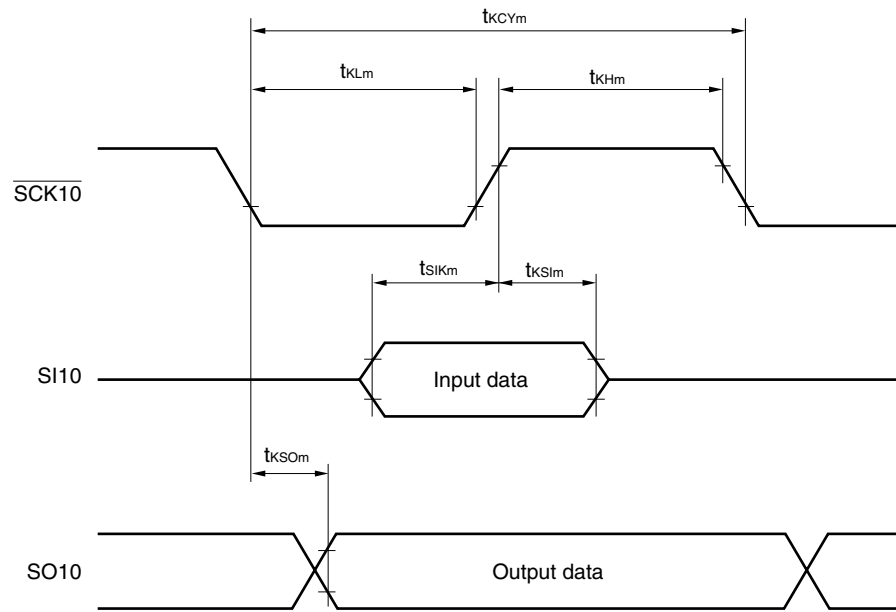 tKCYm
tKLm
tKHm
SCK10
tSIKm
tKSIm
SI10
Input data
tKSOm
SO10
Output data